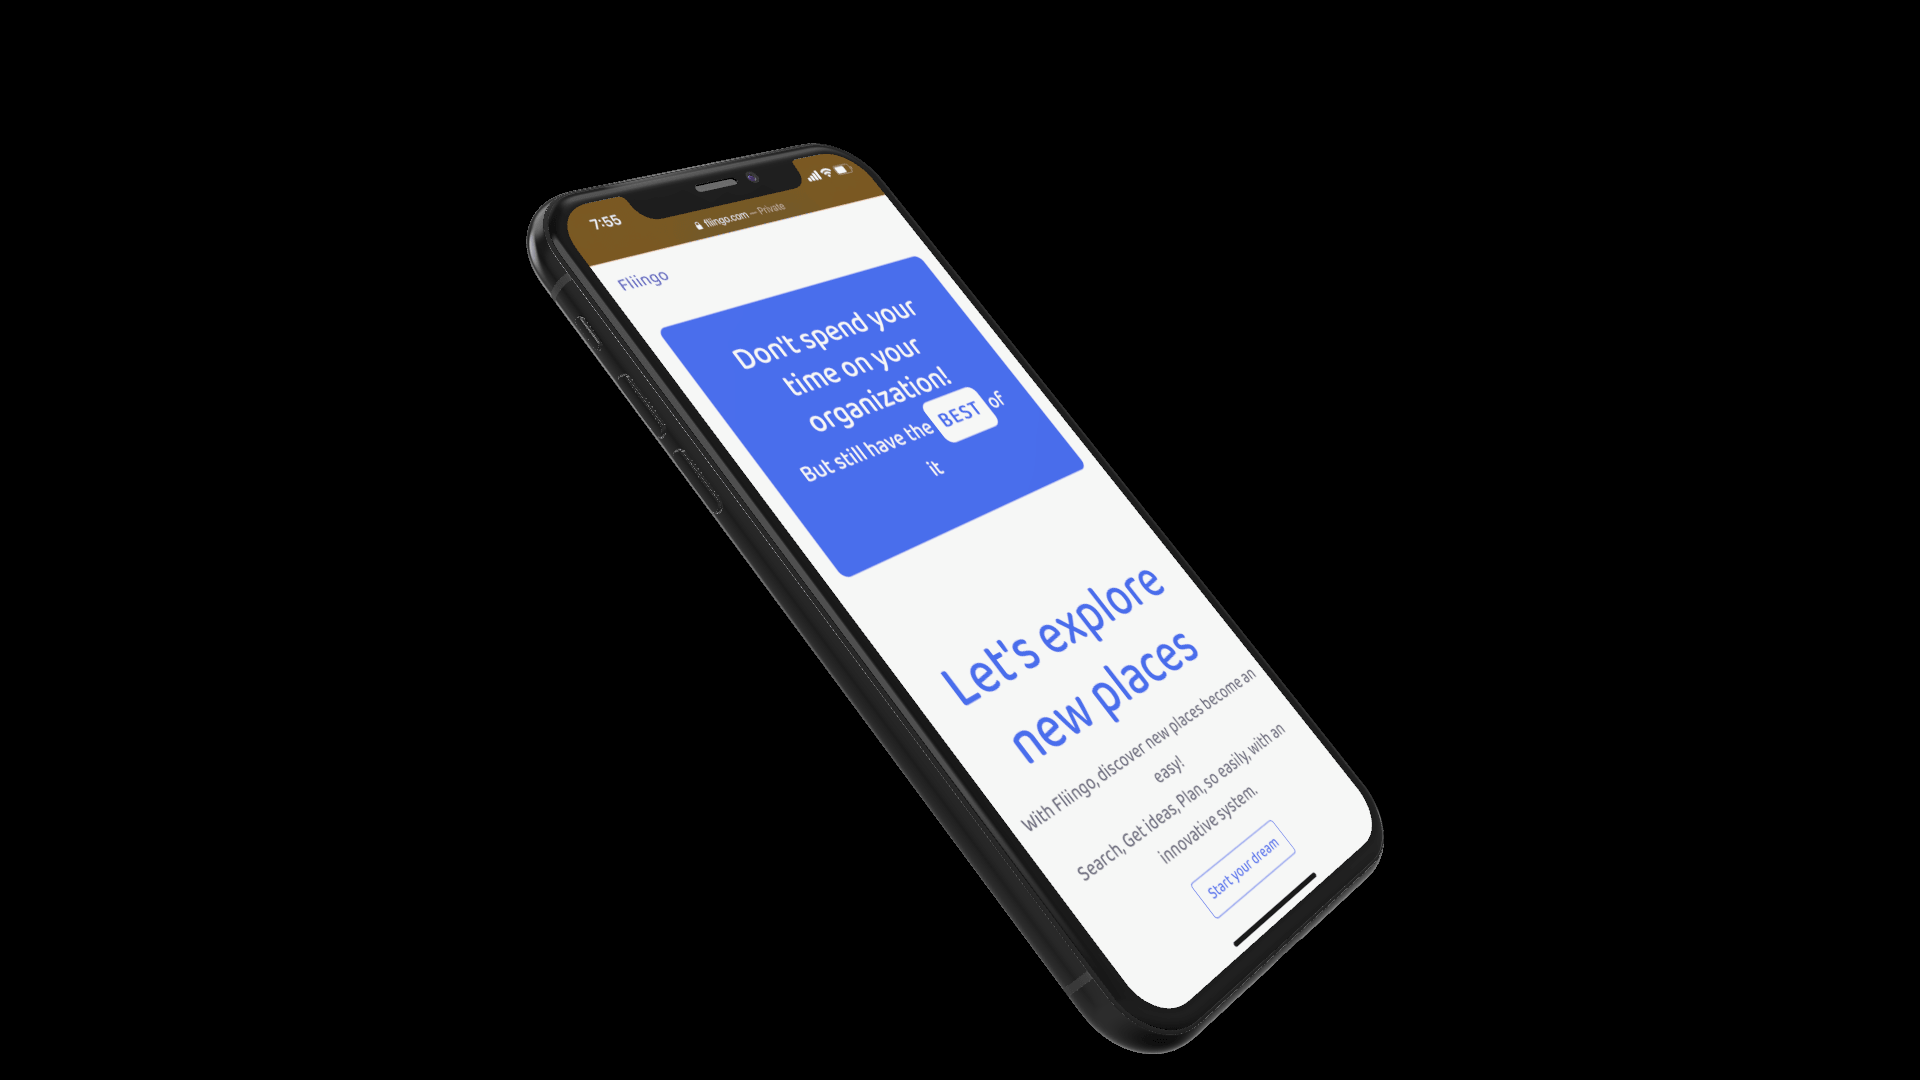 7:55
fliingo.com — Private
Fliingo
Don't spend your
time on your
organization!
But still have the BEST of
it
Let's explore
new places
With Fliingo, discover new places become an
easy!
Search, Get ideas, Plan, so easily, with an
innovative system.
Start your dream